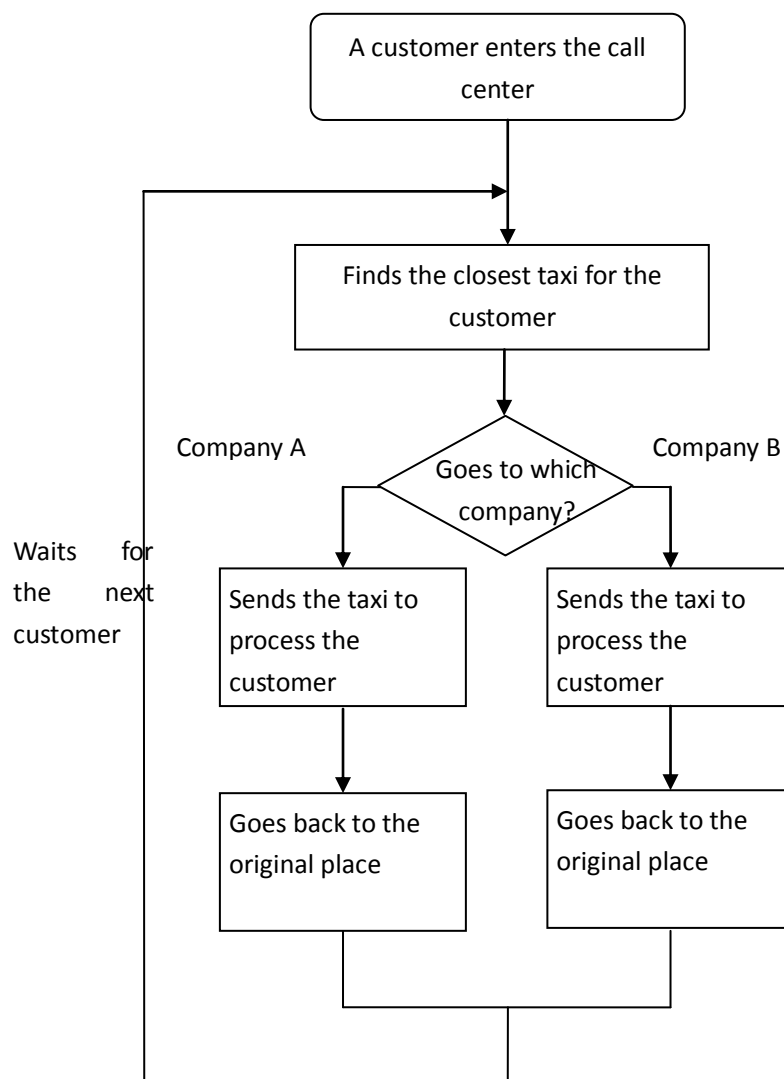 A customer enters the call
center
Finds the closest taxi for the
customer
Company A
Company B
Goes to which
company?
Waits for
the next
customer
Sends the taxi to
process the
customer
Sends the taxi to
process the
customer
Goes back to the
original place
Goes back to the
original place